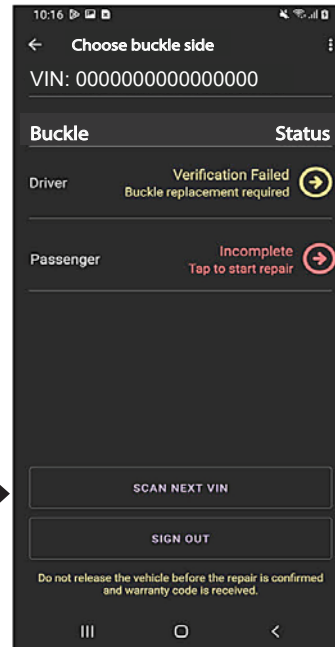 10:16
Choose buckle side
VIN: 0000000000000000
Buckle Status
Driver
Verification Failed
Buckle replacement required
Passenger
Incomplete
Tap to start repair
SCAN NEXT VIN
SIGN OUT
Do not release the vehicle before the repair is confirmed
and warranty code is received.